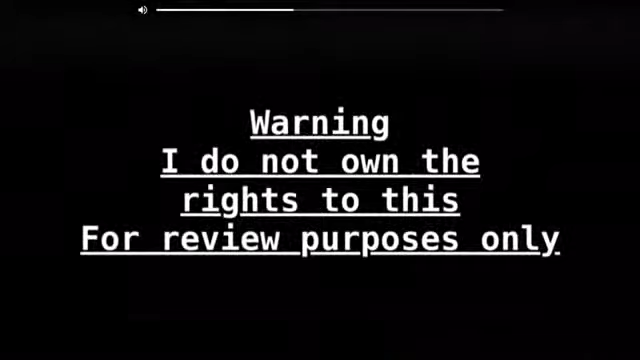 Warning
I do not own the
rights to this
For review purposes only